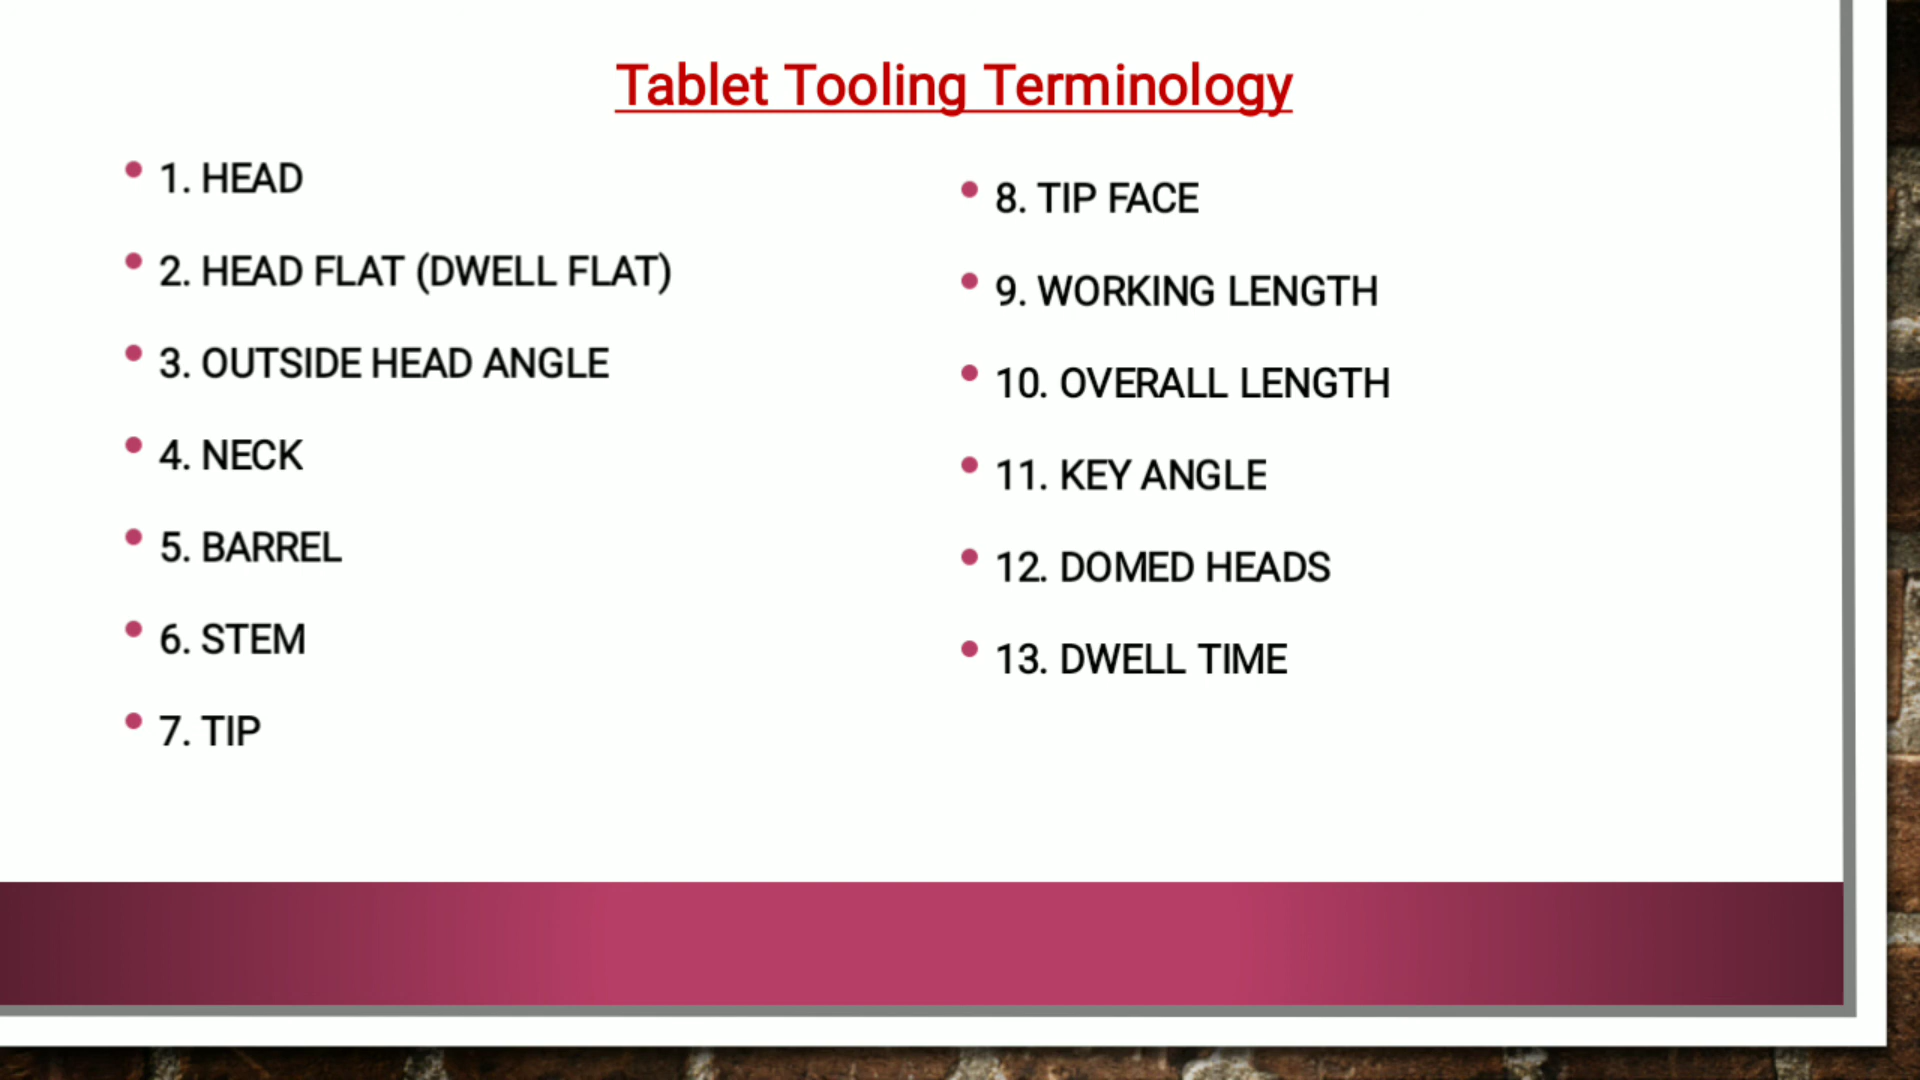 Tablet Tooling Terminology
• 1. HEAD
• 2. HEAD FLAT (DWELL FLAT)
• 3. OUTSIDE HEAD ANGLE
• 4. NECK
• 5. BARREL
• 6. STEM
• 7. TIP
• 8. TIP FACE
• 9. WORKING LENGTH
• 10. OVERALL LENGTH
• 11. KEY ANGLE
• 12. DOMED HEADS
• 13. DWELL TIME